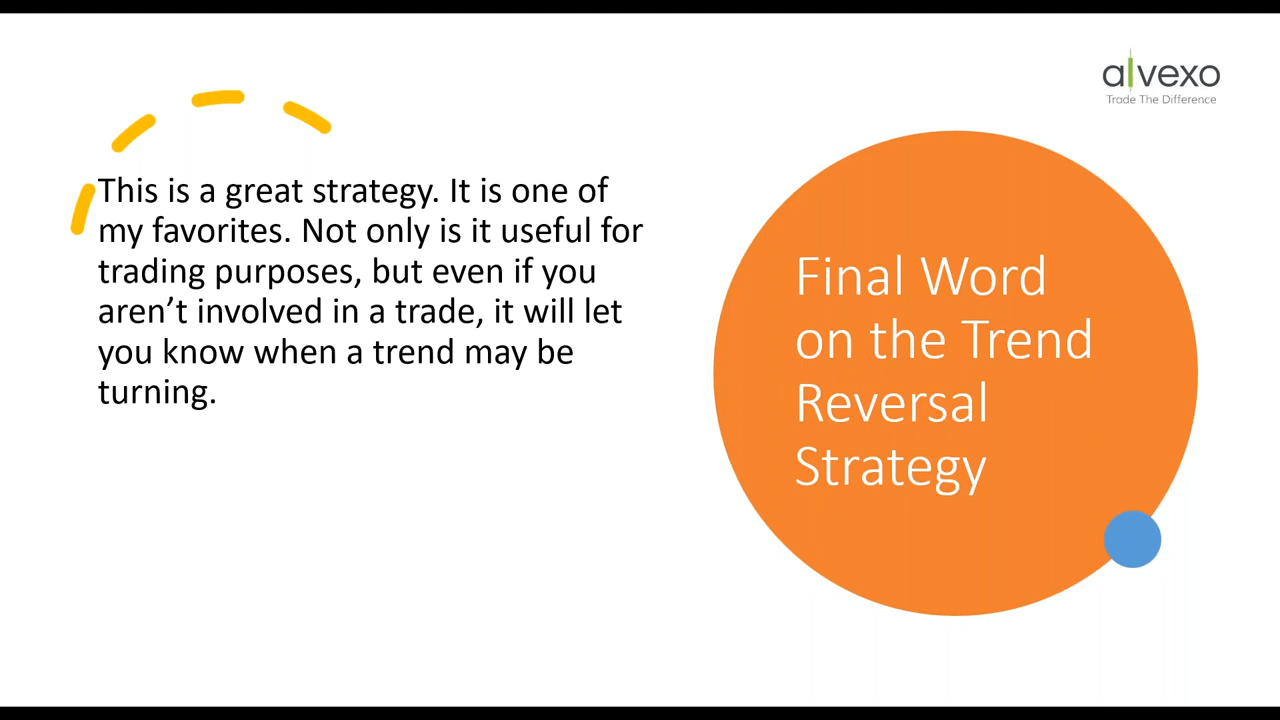 alvexo
Trade The Difference
This is a great strategy. It is one of
my favorites. Not only is it useful for
trading purposes, but even if you
aren’t involved in a trade, it will let
you know when a trend may be
turning.
Final Word
on the Trend
Reversal
Strategy